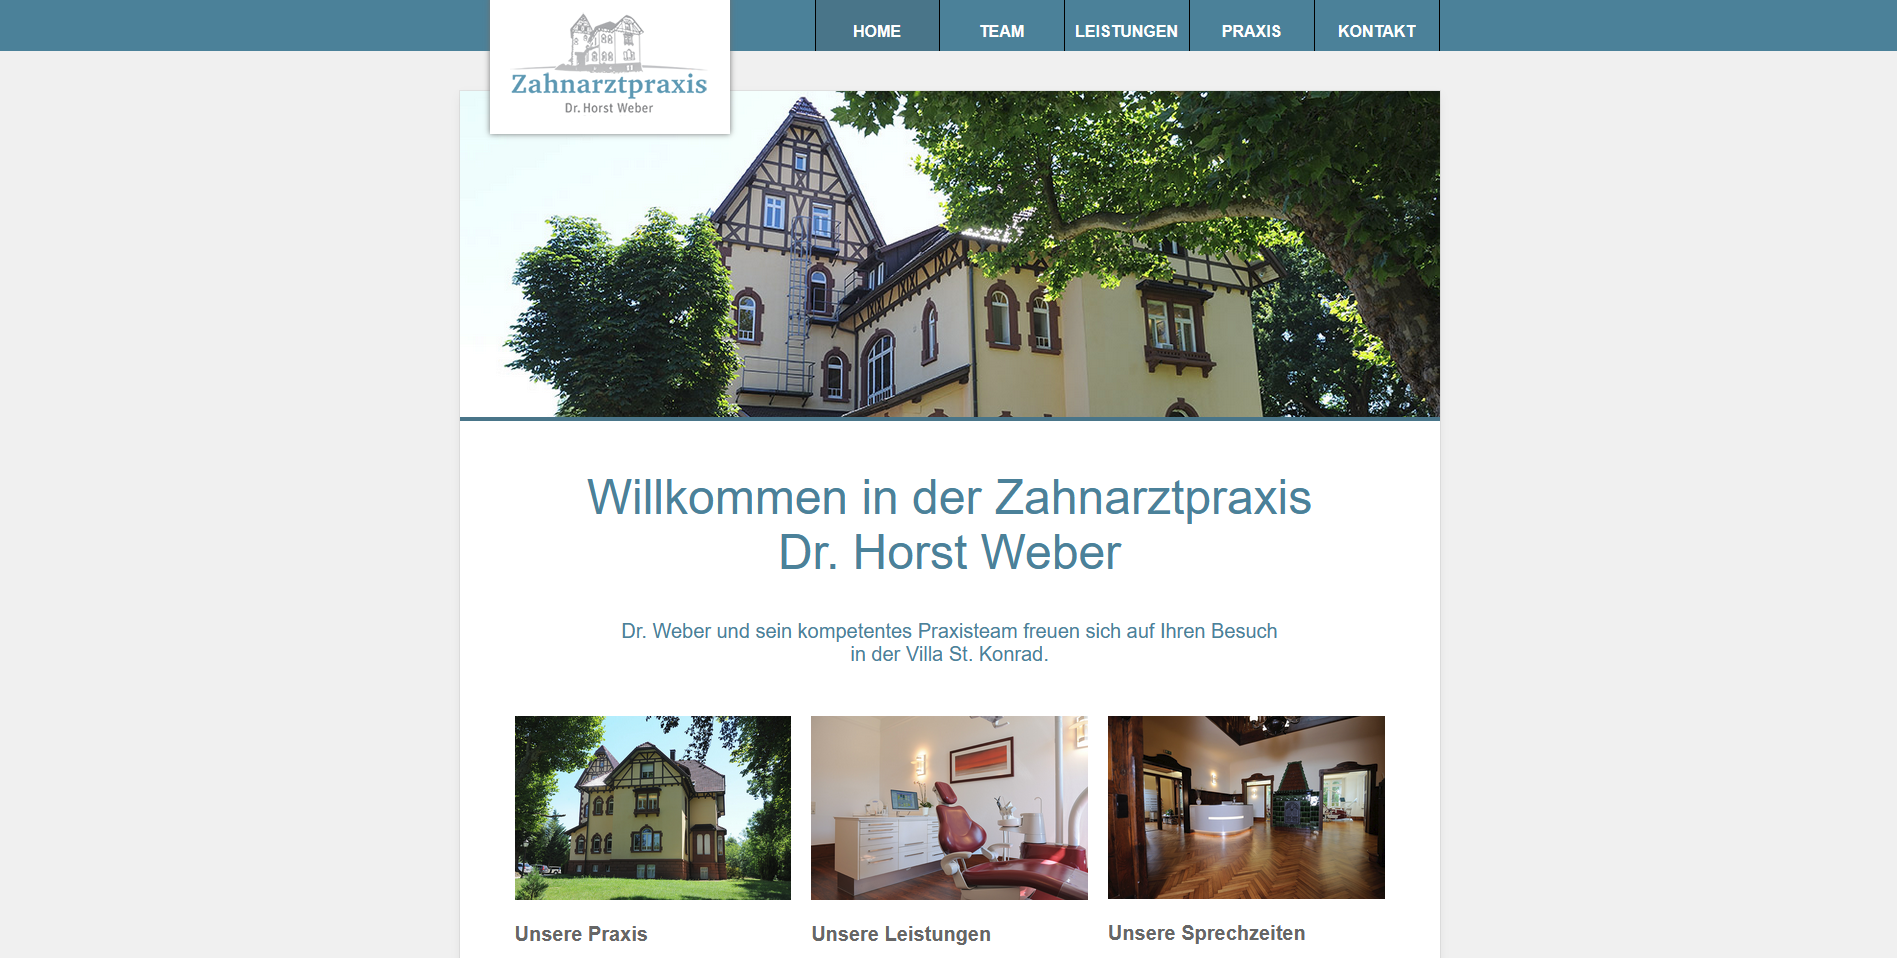 HOME
TEAM
LEISTUNGEN
PRAXIS
KONTAKT
Zahnarztpraxis
Dr. Horst Weber
Willkommen in der Zahnarztpraxis
Dr. Horst Weber
Dr. Weber und sein kompetentes Praxisteam freuen sich auf Ihren Besuch
in der Villa St. Konrad.
Unsere Praxis
Unsere Leistungen
Unsere Sprechzeiten